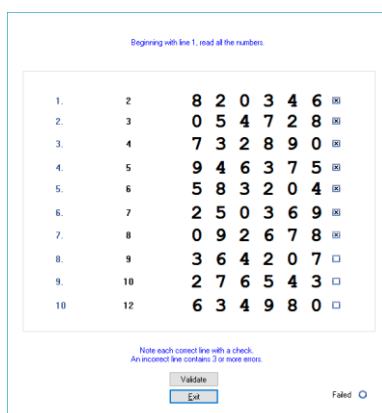 Beginning with line 1, read all the numbers.
1. 2 8 2 0 3 4 6
2. 3 0 5 4 7 2 8
3. 4 7 3 2 8 9 0
4. 5 9 4 6 3 7 5
5. 6 5 8 3 2 0 4
6. 7 2 5 0 3 6 9
7. 8 0 9 2 6 7 8
8. 9 3 6 4 2 0 7
9. 10 2 7 6 5 4 3
10 12 6 3 4 9 8 0
Note each correct line with a check.
An incorrect line contains 3 or more errors.
Validate
Exit
Failed